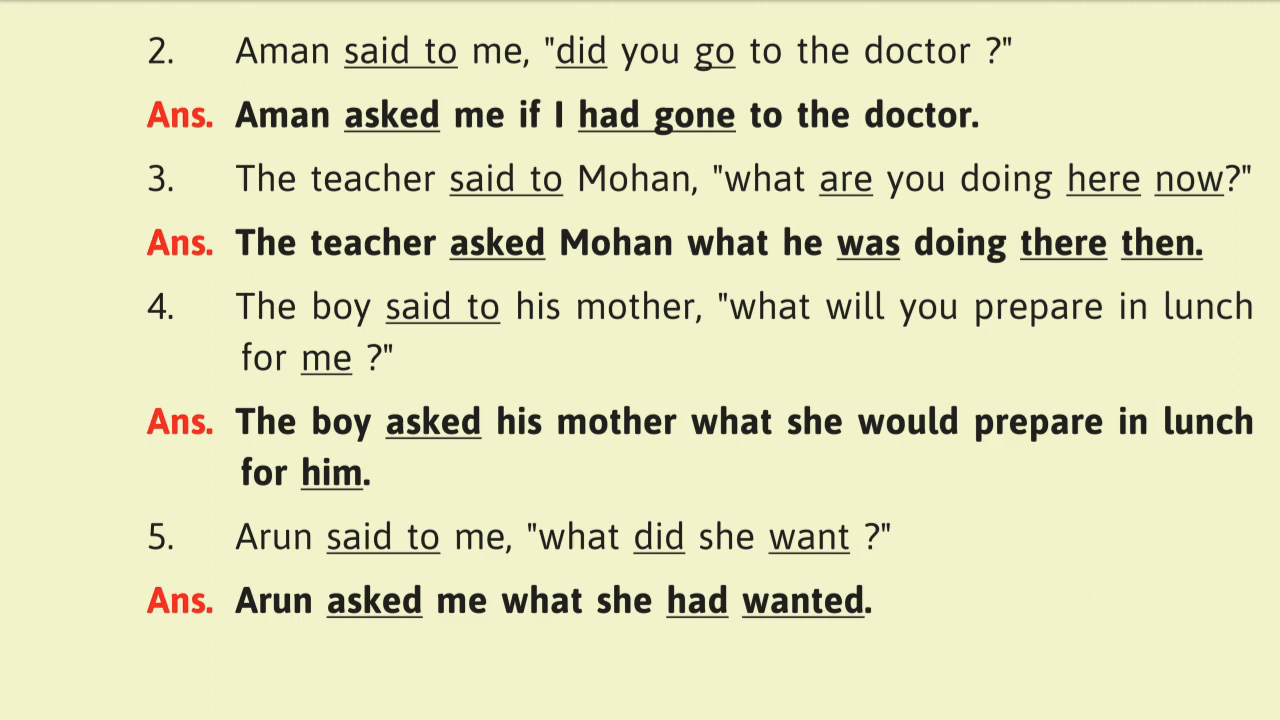 2. Aman said to me, "did you go to the doctor ?"
Ans. Aman asked me if I had gone to the doctor.
3. The teacher said to Mohan, "what are you doing here now?"
Ans. The teacher asked Mohan what he was doing there then.
4. The boy said to his mother, "what will you prepare in lunch
for me ?"
Ans. The boy asked his mother what she would prepare in lunch
for him.
5. Arun said to me, "what did she want ?"
Ans. Arun asked me what she had wanted.